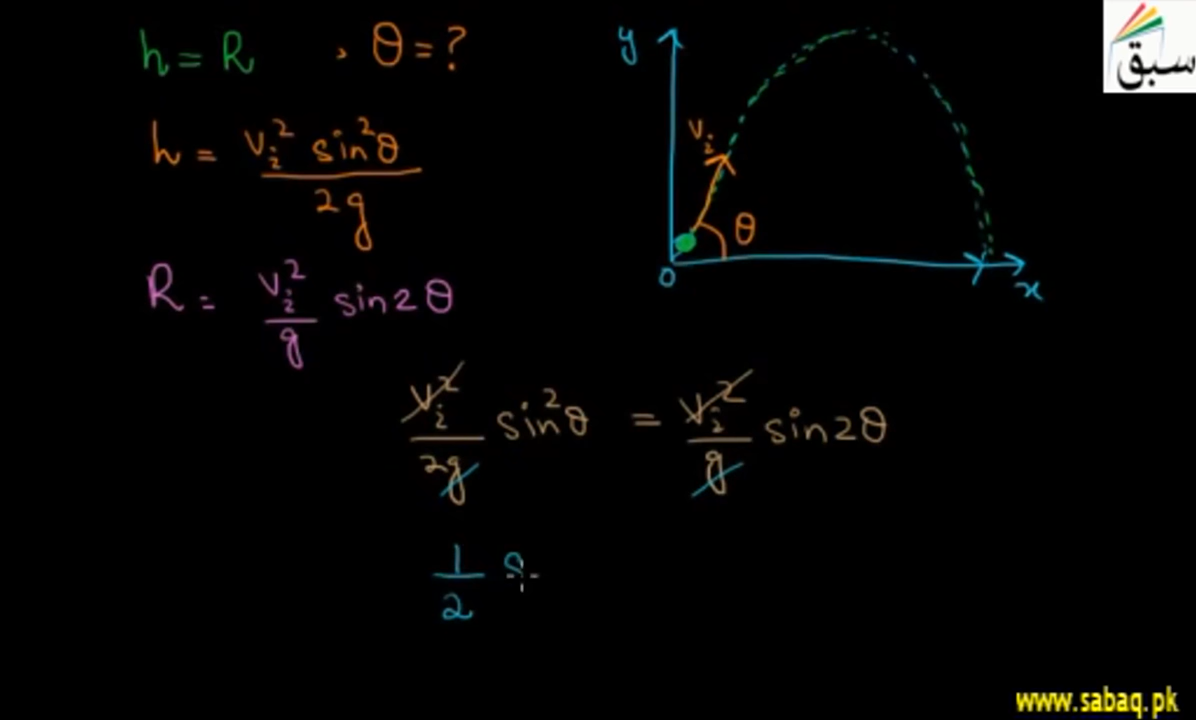 h = R , θ = ?
h = vᵢ² sin²θ / 2g
R = vᵢ²/g sin2θ
y
vᵢ
θ
0
x
vᵢ²/2g sin²θ = vᵢ²/g sin2θ
1/2 s
سبق
www.sabaq.pk